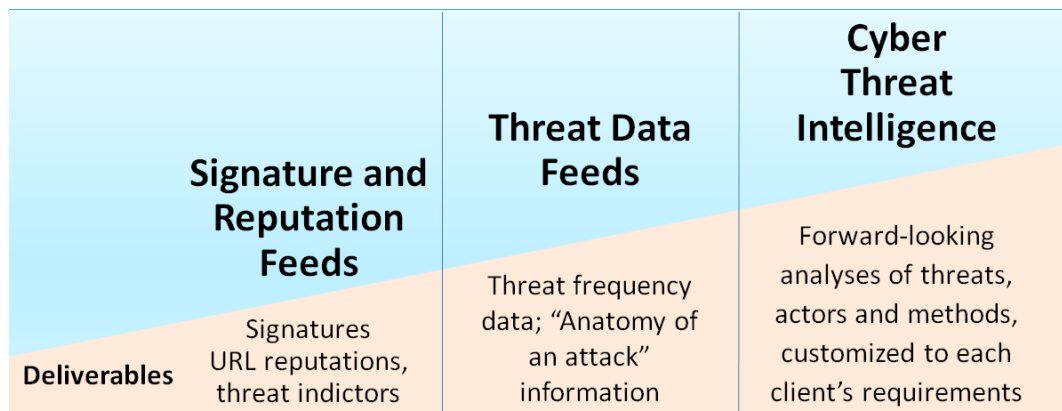 Signature and
Reputation
Feeds
Threat Data
Feeds
Cyber
Threat
Intelligence
Deliverables
Signatures
URL reputations,
threat indictors
Threat frequency
data; “Anatomy of
an attack”
information
Forward-looking
analyses of threats,
actors and methods,
customized to each
client’s requirements